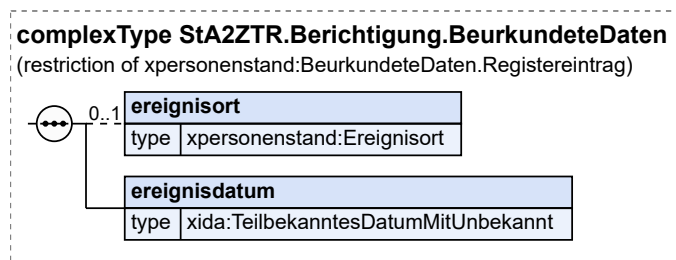 complexType StA2ZTR.Berichtigung.BeurkundeteDaten
(restriction of xpersonenstand:BeurkundeteDaten.Registereintrag)
0..1 ereignisort
type xpersonenstand:Ereignisort
ereignisdatum
type xida:TeilbekanntesDatumMitUnbekannt